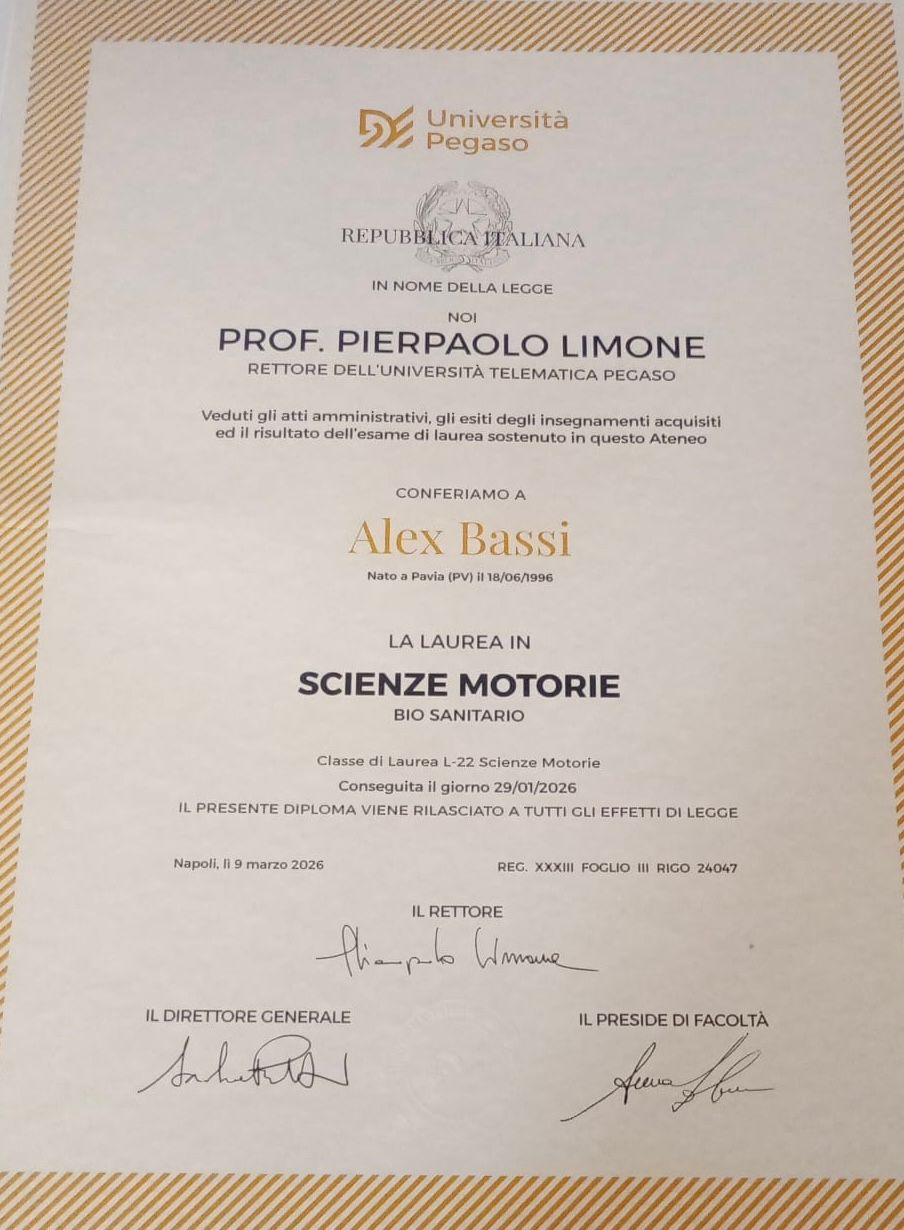 Università
Pegaso
REPUBBLICA ITALIANA
IN NOME DELLA LEGGE
NOI
PROF. PIERPAOLO LIMONE
RETTORE DELL'UNIVERSITÀ TELEMATICA PEGASO
Veduti gli atti amministrativi, gli esiti degli insegnamenti acquisiti
ed il risultato dell'esame di laurea sostenuto in questo Ateneo
CONFERIAMO A
Alex Bassi
Nato a Pavia (PV) il 18/06/1996
LA LAUREA IN
SCIENZE MOTORIE
BIO SANITARIO
Classe di Laurea L-22 Scienze Motorie
Conseguita il giorno 29/01/2026
IL PRESENTE DIPLOMA VIENE RILASCIATO A TUTTI GLI EFFETTI DI LEGGE
Napoli, lì 9 marzo 2026 REG. XXXIII FOGLIO III RIGO 24047
IL RETTORE
IL DIRETTORE GENERALE IL PRESIDE DI FACOLTÀ